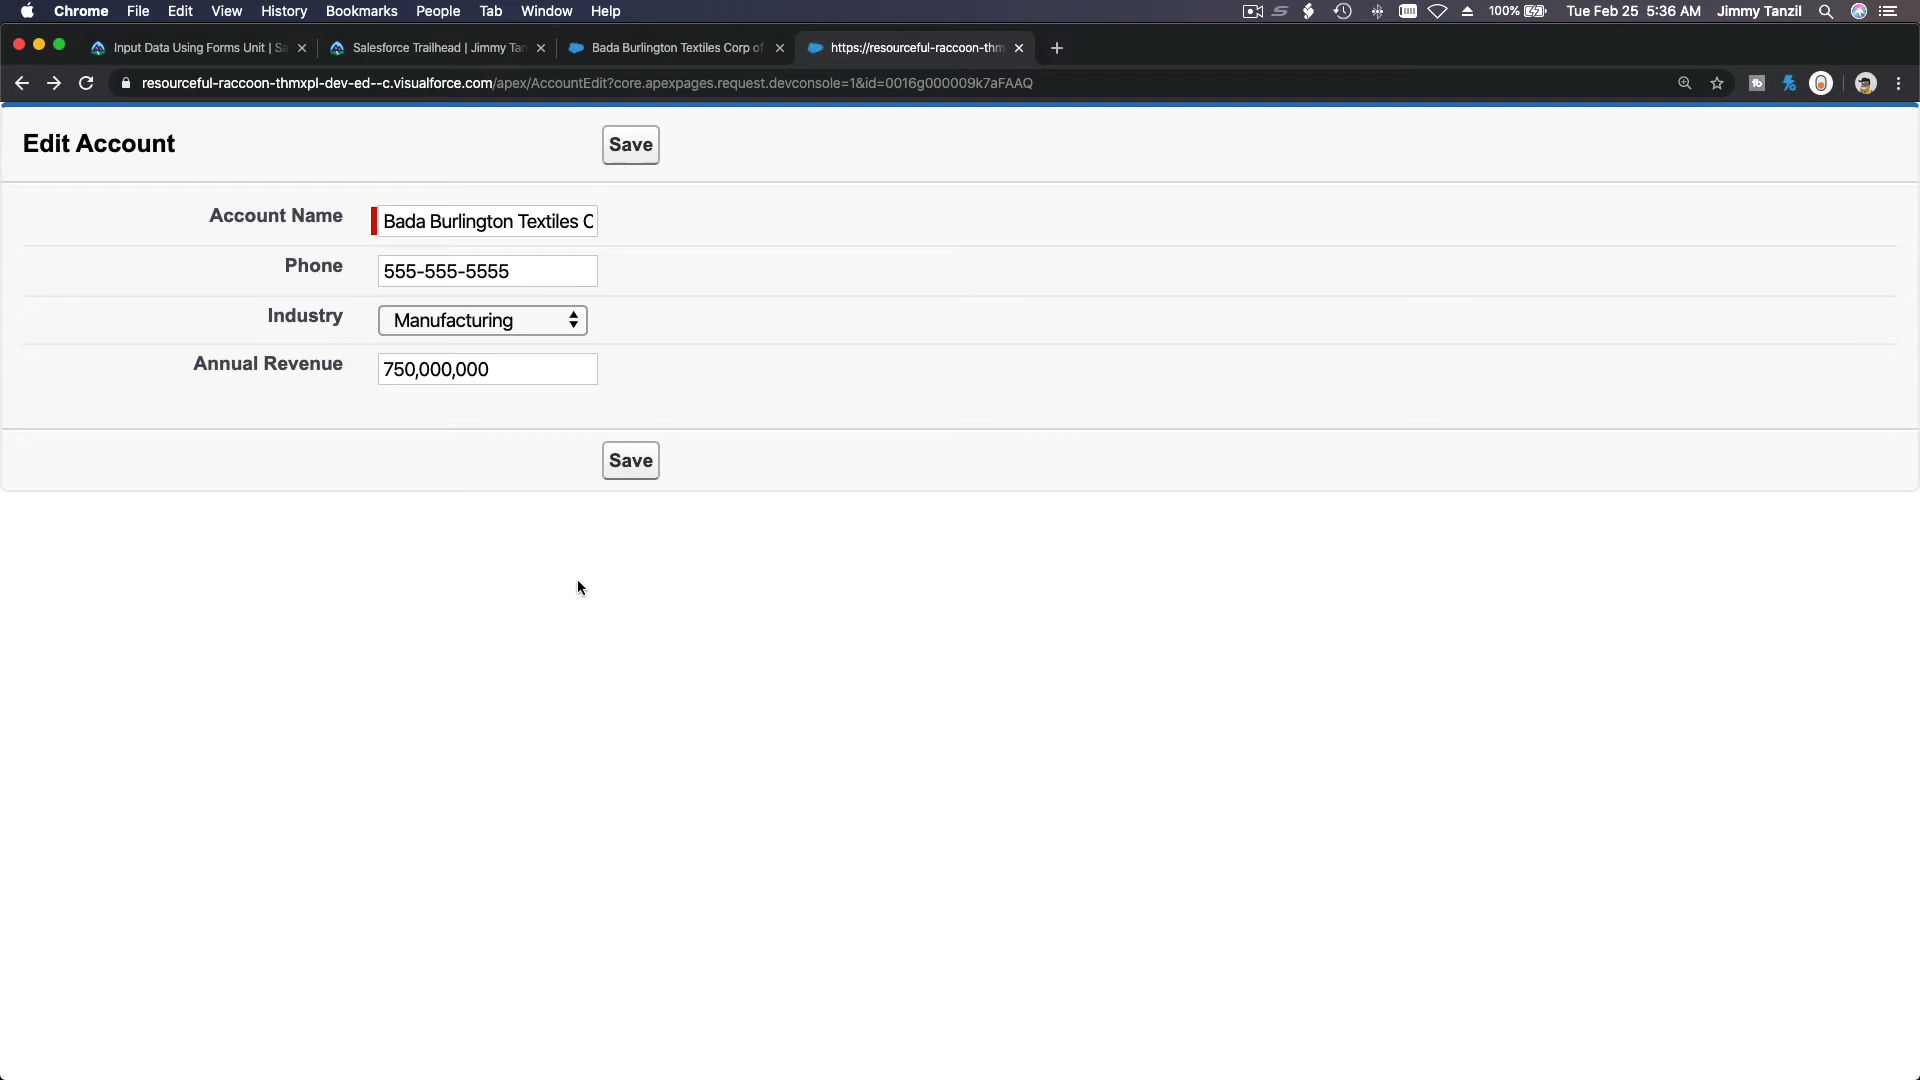 Chrome File Edit View History Bookmarks People Tab Window Help 100% Tue Feb 25 5:36 AM Jimmy Tanzil
Input Data Using Forms Unit | Sa Salesforce Trailhead | Jimmy Tan Bada Burlington Textiles Corp of https://resourceful-raccoon-thm
resourceful-raccoon-thmxpl-dev-ed--c.visualforce.com/apex/AccountEdit?core.apexpages.request.devconsole=1&id=0016g000009k7aFAAQ
Edit Account Save
Account Name Bada Burlington Textiles C
Phone 555-555-5555
Industry Manufacturing
Annual Revenue 750,000,000
Save